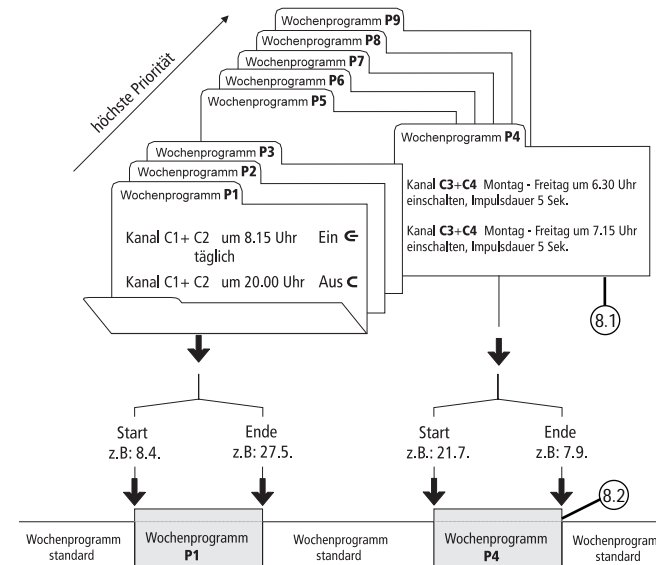 Wochenprogramm P9
Wochenprogramm P8
Wochenprogramm P7
Wochenprogramm P6
Wochenprogramm P5
höchste Priorität
Wochenprogramm P4
Wochenprogramm P3
Wochenprogramm P2
Wochenprogramm P1
Kanal C1+ C2 um 8.15 Uhr Ein
täglich
Kanal C1+ C2 um 20.00 Uhr Aus
Kanal C3+C4 Montag - Freitag um 6.30 Uhr
einschalten, Impulsdauer 5 Sek.
Kanal C3+C4 Montag - Freitag um 7.15 Uhr
einschalten, Impulsdauer 5 Sek.
8.1
Start
z.B: 8.4.
Ende
z.B: 27.5.
Start
z.B.: 21.7.
Ende
z.B: 7.9.
8.2
Wochenprogramm
standard
Wochenprogramm
P1
Wochenprogramm
standard
Wochenprogramm
P4
Wochenprogramm
standard